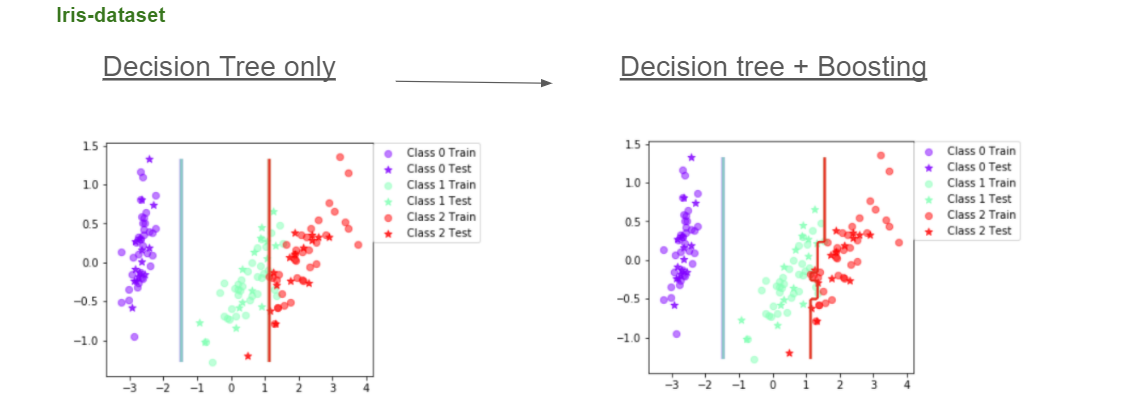 Iris-dataset
Decision Tree only
Decision tree + Boosting
1.5
1.0
0.5
0.0
−0.5
−1.0
−3 −2 −1 0 1 2 3 4
Class 0 Train
Class 0 Test
Class 1 Train
Class 1 Test
Class 2 Train
Class 2 Test
1.5
1.0
0.5
0.0
−0.5
−1.0
−3 −2 −1 0 1 2 3 4
Class 0 Train
Class 0 Test
Class 1 Train
Class 1 Test
Class 2 Train
Class 2 Test